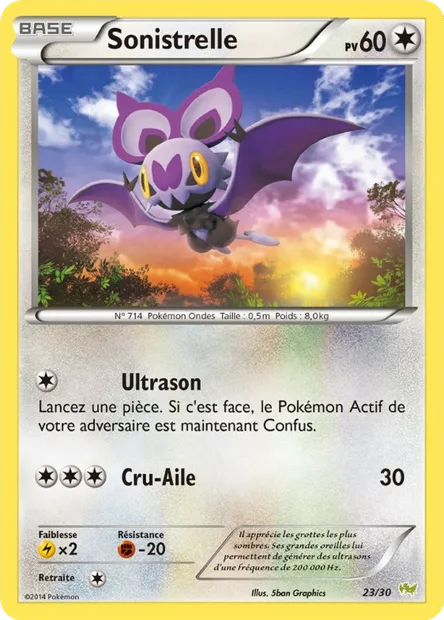 BASE
Sonistrelle
PV60
N° 714 Pokémon Ondes Taille : 0,5m Poids : 8,0kg
Ultrason
Lancez une pièce. Si c'est face, le Pokémon Actif de
votre adversaire est maintenant Confus.
Cru-Aile 30
Faiblesse
×2
Résistance
-20
Il apprécie les grottes les plus
sombres. Ses grandes oreilles lui
permettent de générer des ultrasons
d'une fréquence de 200 000 Hz.
Retraite
©2014 Pokémon
Illus. 5ban Graphics
23/30